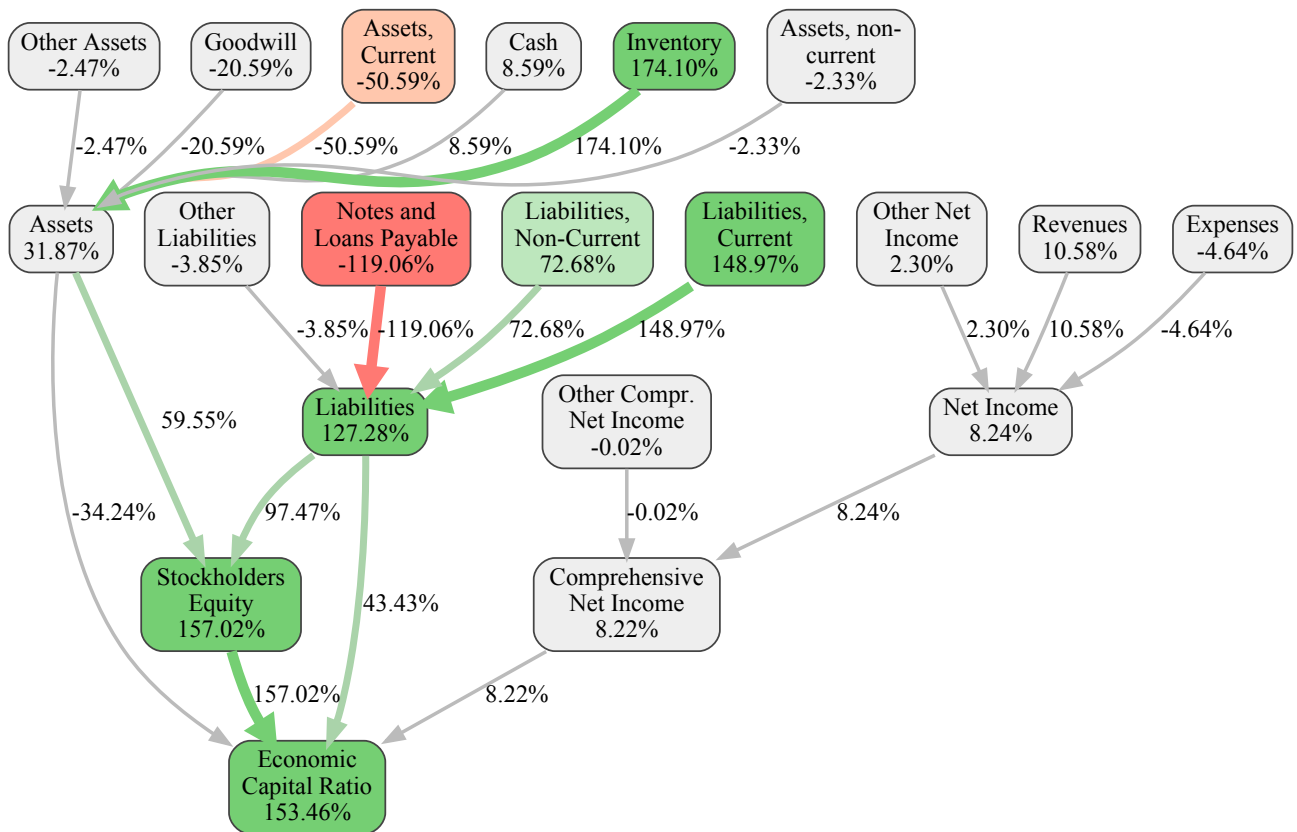 Other Assets
-2.47%
Goodwill
-20.59%
Assets,
Current
-50.59%
Cash
8.59%
Inventory
174.10%
Assets, non-
current
-2.33%
-2.47%
-20.59%
-50.59%
8.59%
174.10%
-2.33%
Assets
31.87%
Other
Liabilities
-3.85%
Notes and
Loans Payable
-119.06%
Liabilities,
Non-Current
72.68%
Liabilities,
Current
148.97%
Other Net
Income
2.30%
Revenues
10.58%
Expenses
-4.64%
-3.85%
-119.06%
72.68%
148.97%
2.30%
10.58%
-4.64%
59.55%
Liabilities
127.28%
Other Compr.
Net Income
-0.02%
Net Income
8.24%
-34.24%
97.47%
-0.02%
8.24%
Stockholders
Equity
157.02%
43.43%
Comprehensive
Net Income
8.22%
157.02%
8.22%
Economic
Capital Ratio
153.46%